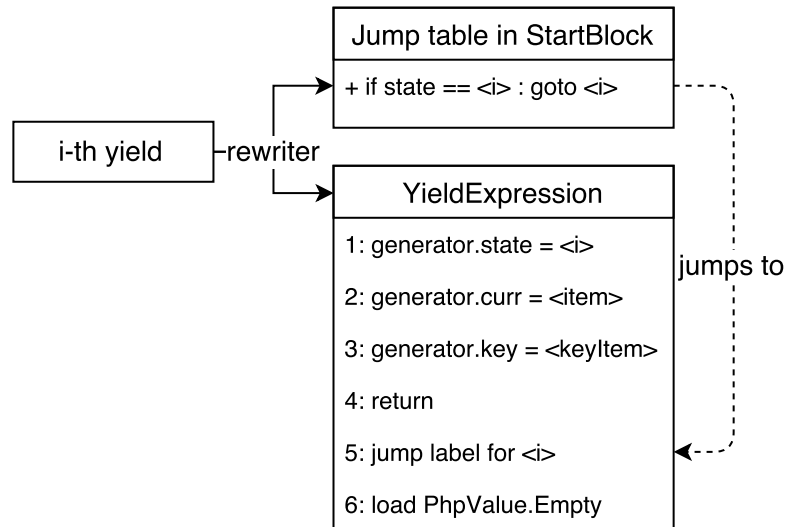 Jump table in StartBlock
+ if state == <i> : goto <i>
i-th yield
rewriter
YieldExpression
1: generator.state = <i>
2: generator.curr = <item>
3: generator.key = <keyItem>
4: return
5: jump label for <i>
6: load PhpValue.Empty
jumps to